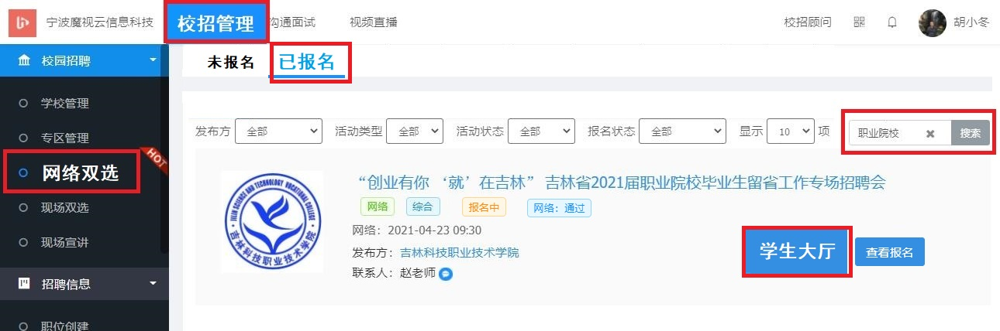 宁波魔视云信息科技 校招管理 沟通面试 视频直播 校招顾问 胡小冬
校园招聘
学校管理
专区管理
网络双选 HOT
现场双选
现场宣讲
招聘信息
职位创建
未报名 已报名
发布方 全部 活动类型 全部 活动状态 全部 报名状态 全部 显示 10 项 职业院校 搜索
JILIN SCIENCE AND TECHNOLOGY VOCATIONAL COLLEGE
吉林科技职业技术学院
“创业有你 ‘就’在吉林” 吉林省2021届职业院校毕业生留省工作专场招聘会
网络 综合 报名中 网络：通过
网络：2021-04-23 09:30
发布方：吉林科技职业技术学院
联系人：赵老师
学生大厅 查看报名